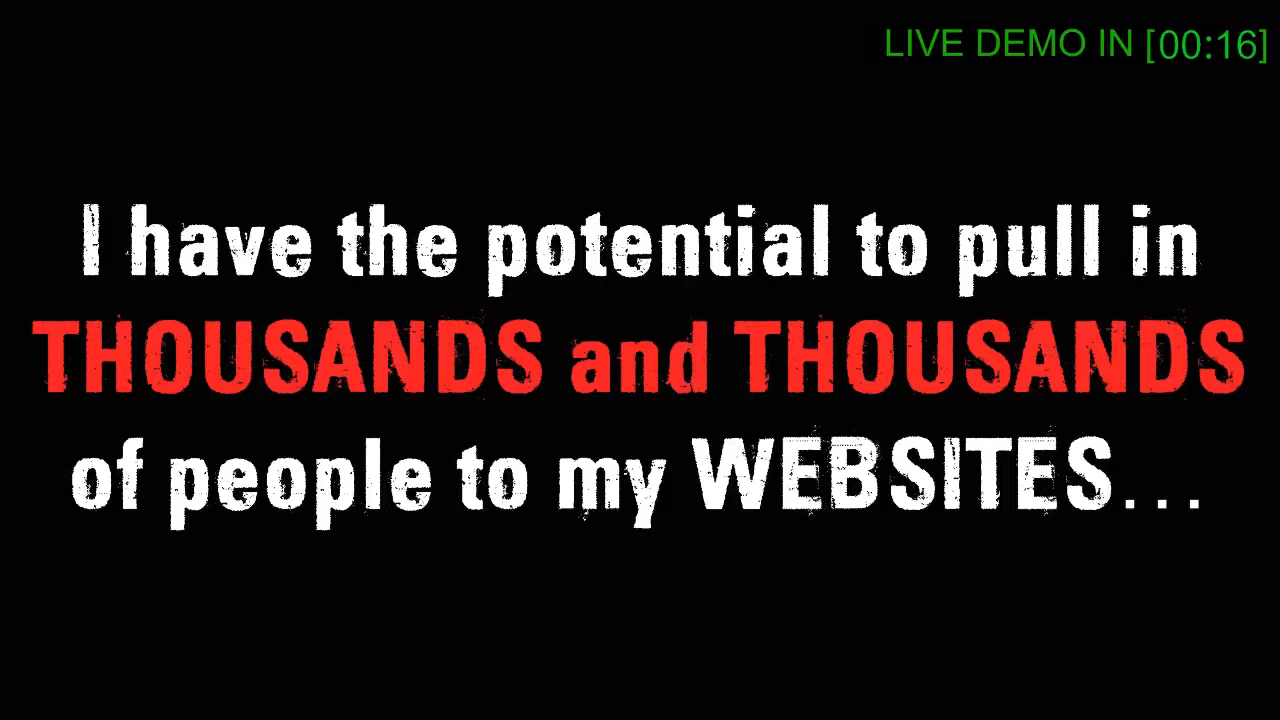 LIVE DEMO IN [00:16]
I have the potential to pull in
THOUSANDS and THOUSANDS
of people to my WEBSITES...